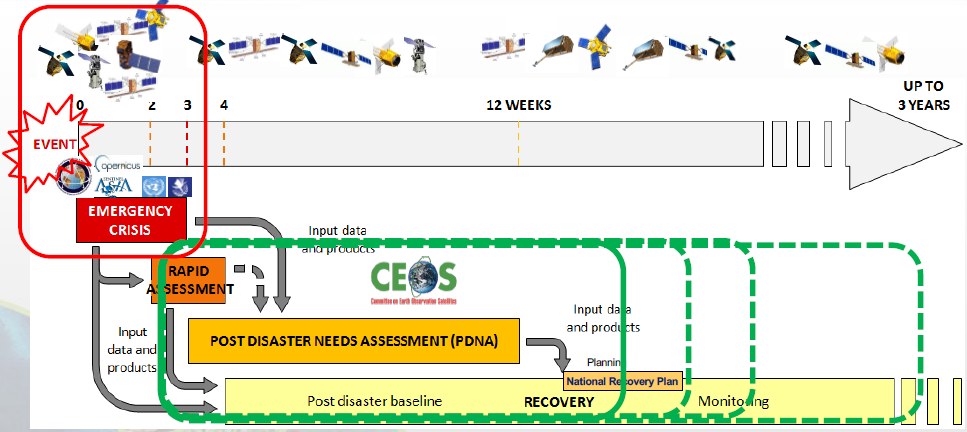 UP TO
3 YEARS
0
2
3
4
12 WEEKS
EVENT
opernicus
SENTINEL
ASIA
EMERGENCY
CRISIS
Input data
and products
RAPID
ASSESSMENT
CEOS
Committee on Earth Observation Satellites
Input data
and products
Input
data and
products
POST DISASTER NEEDS ASSESSMENT (PDNA)
Planning
National Recovery Plan
Post disaster baseline
RECOVERY
Monitoring